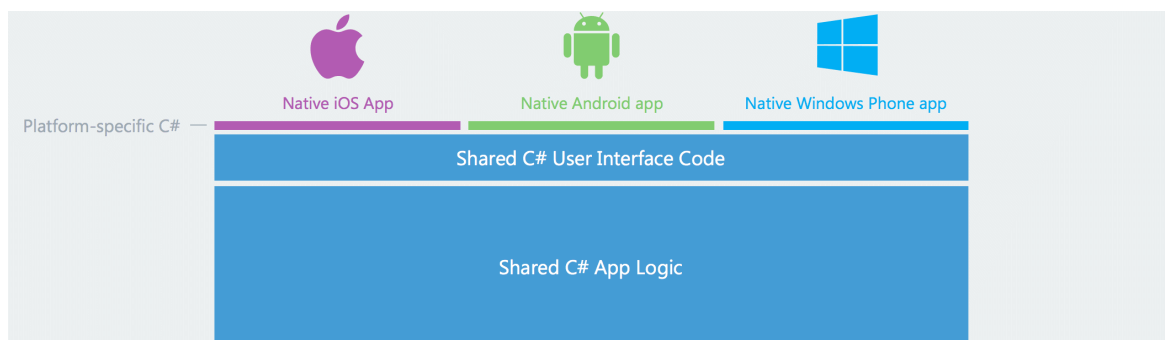 Native iOS App
Native Android app
Native Windows Phone app
Platform-specific C#
Shared C# User Interface Code
Shared C# App Logic